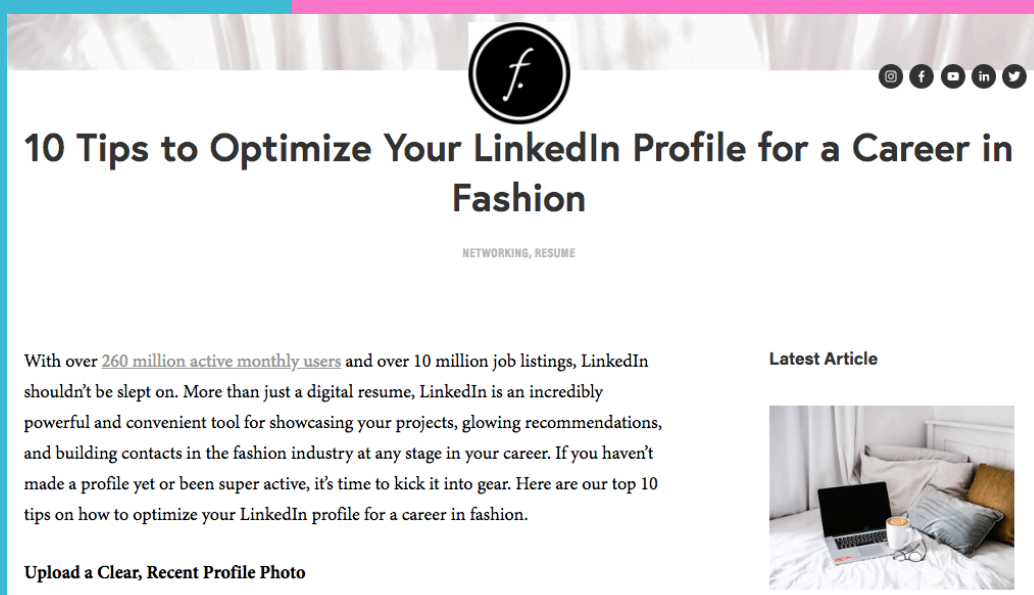 f.
10 Tips to Optimize Your LinkedIn Profile for a Career in
Fashion
NETWORKING, RESUME
With over 260 million active monthly users and over 10 million job listings, LinkedIn
shouldn't be slept on. More than just a digital resume, LinkedIn is an incredibly
powerful and convenient tool for showcasing your projects, glowing recommendations,
and building contacts in the fashion industry at any stage in your career. If you haven't
made a profile yet or been super active, it's time to kick it into gear. Here are our top 10
tips on how to optimize your LinkedIn profile for a career in fashion.
Upload a Clear, Recent Profile Photo
Latest Article